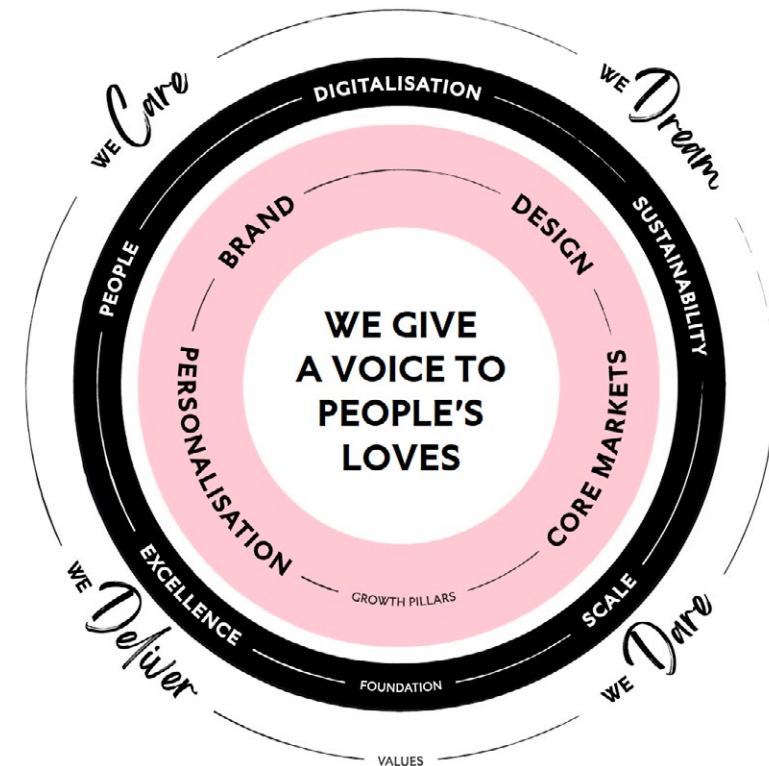 WE Care
WE Dream
DIGITALISATION
PEOPLE
SUSTAINABILITY
BRAND
DESIGN
WE GIVE
A VOICE TO
PEOPLE'S
LOVES
PERSONALISATION
CORE MARKETS
GROWTH PILLARS
EXCELLENCE
SCALE
FOUNDATION
WE Deliver
WE Dare
VALUES